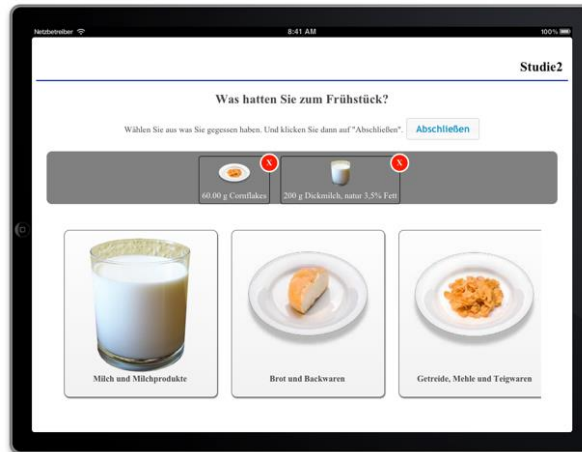 Netzbetreiber 8:41 AM 100%
Studie2
Was hatten Sie zum Frühstück?
Wählen Sie aus was Sie gegessen haben. Und klicken Sie dann auf "Abschließen". Abschließen
X X
60.00 g Cornflakes 200 g Dickmilch, natur 3,5% Fett
Milch und Milchprodukte Brot und Backwaren Getreide, Mehle und Teigwaren